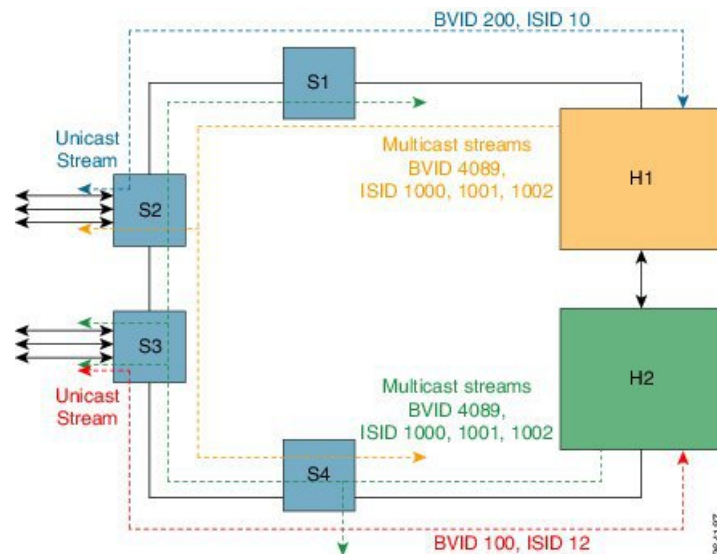 BVID 200, ISID 10
S1
Unicast
Stream
Multicast streams
BVID 4089,
ISID 1000, 1001, 1002
H1
S2
S3
H2
Unicast
Stream
Multicast streams
BVID 4089,
ISID 1000, 1001, 1002
S4
BVID 100, ISID 12